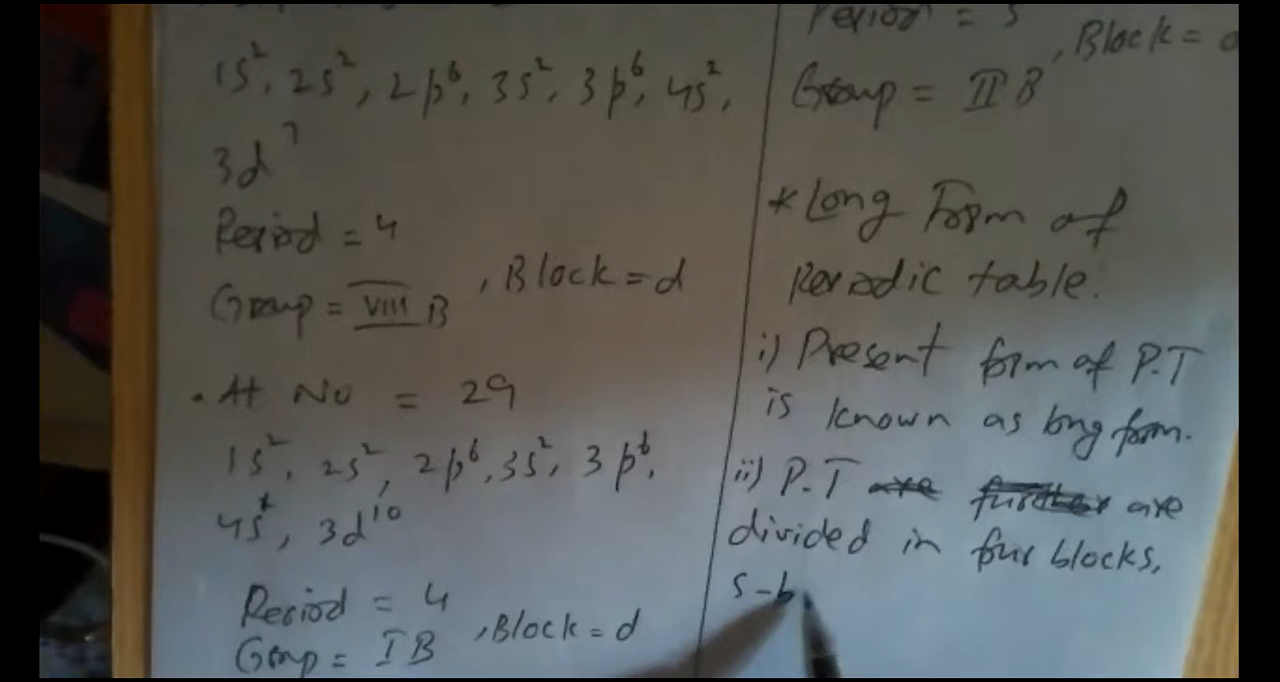 1s², 2s², 2p⁶, 3s², 3p⁶, 4s²,
3d⁷
Period = 4
Group = VIII B, Block = d
. At No = 29
1s², 2s², 2p⁶, 3s², 3p⁶,
4s¹, 3d¹⁰
Period = 4
Group = I B, Block = d
Period =
Group = II B, Block =
* Long Form of
Periodic table.
i) Present form of P.T
is known as long form.
ii) P.T are further are
divided in four blocks,
s-b